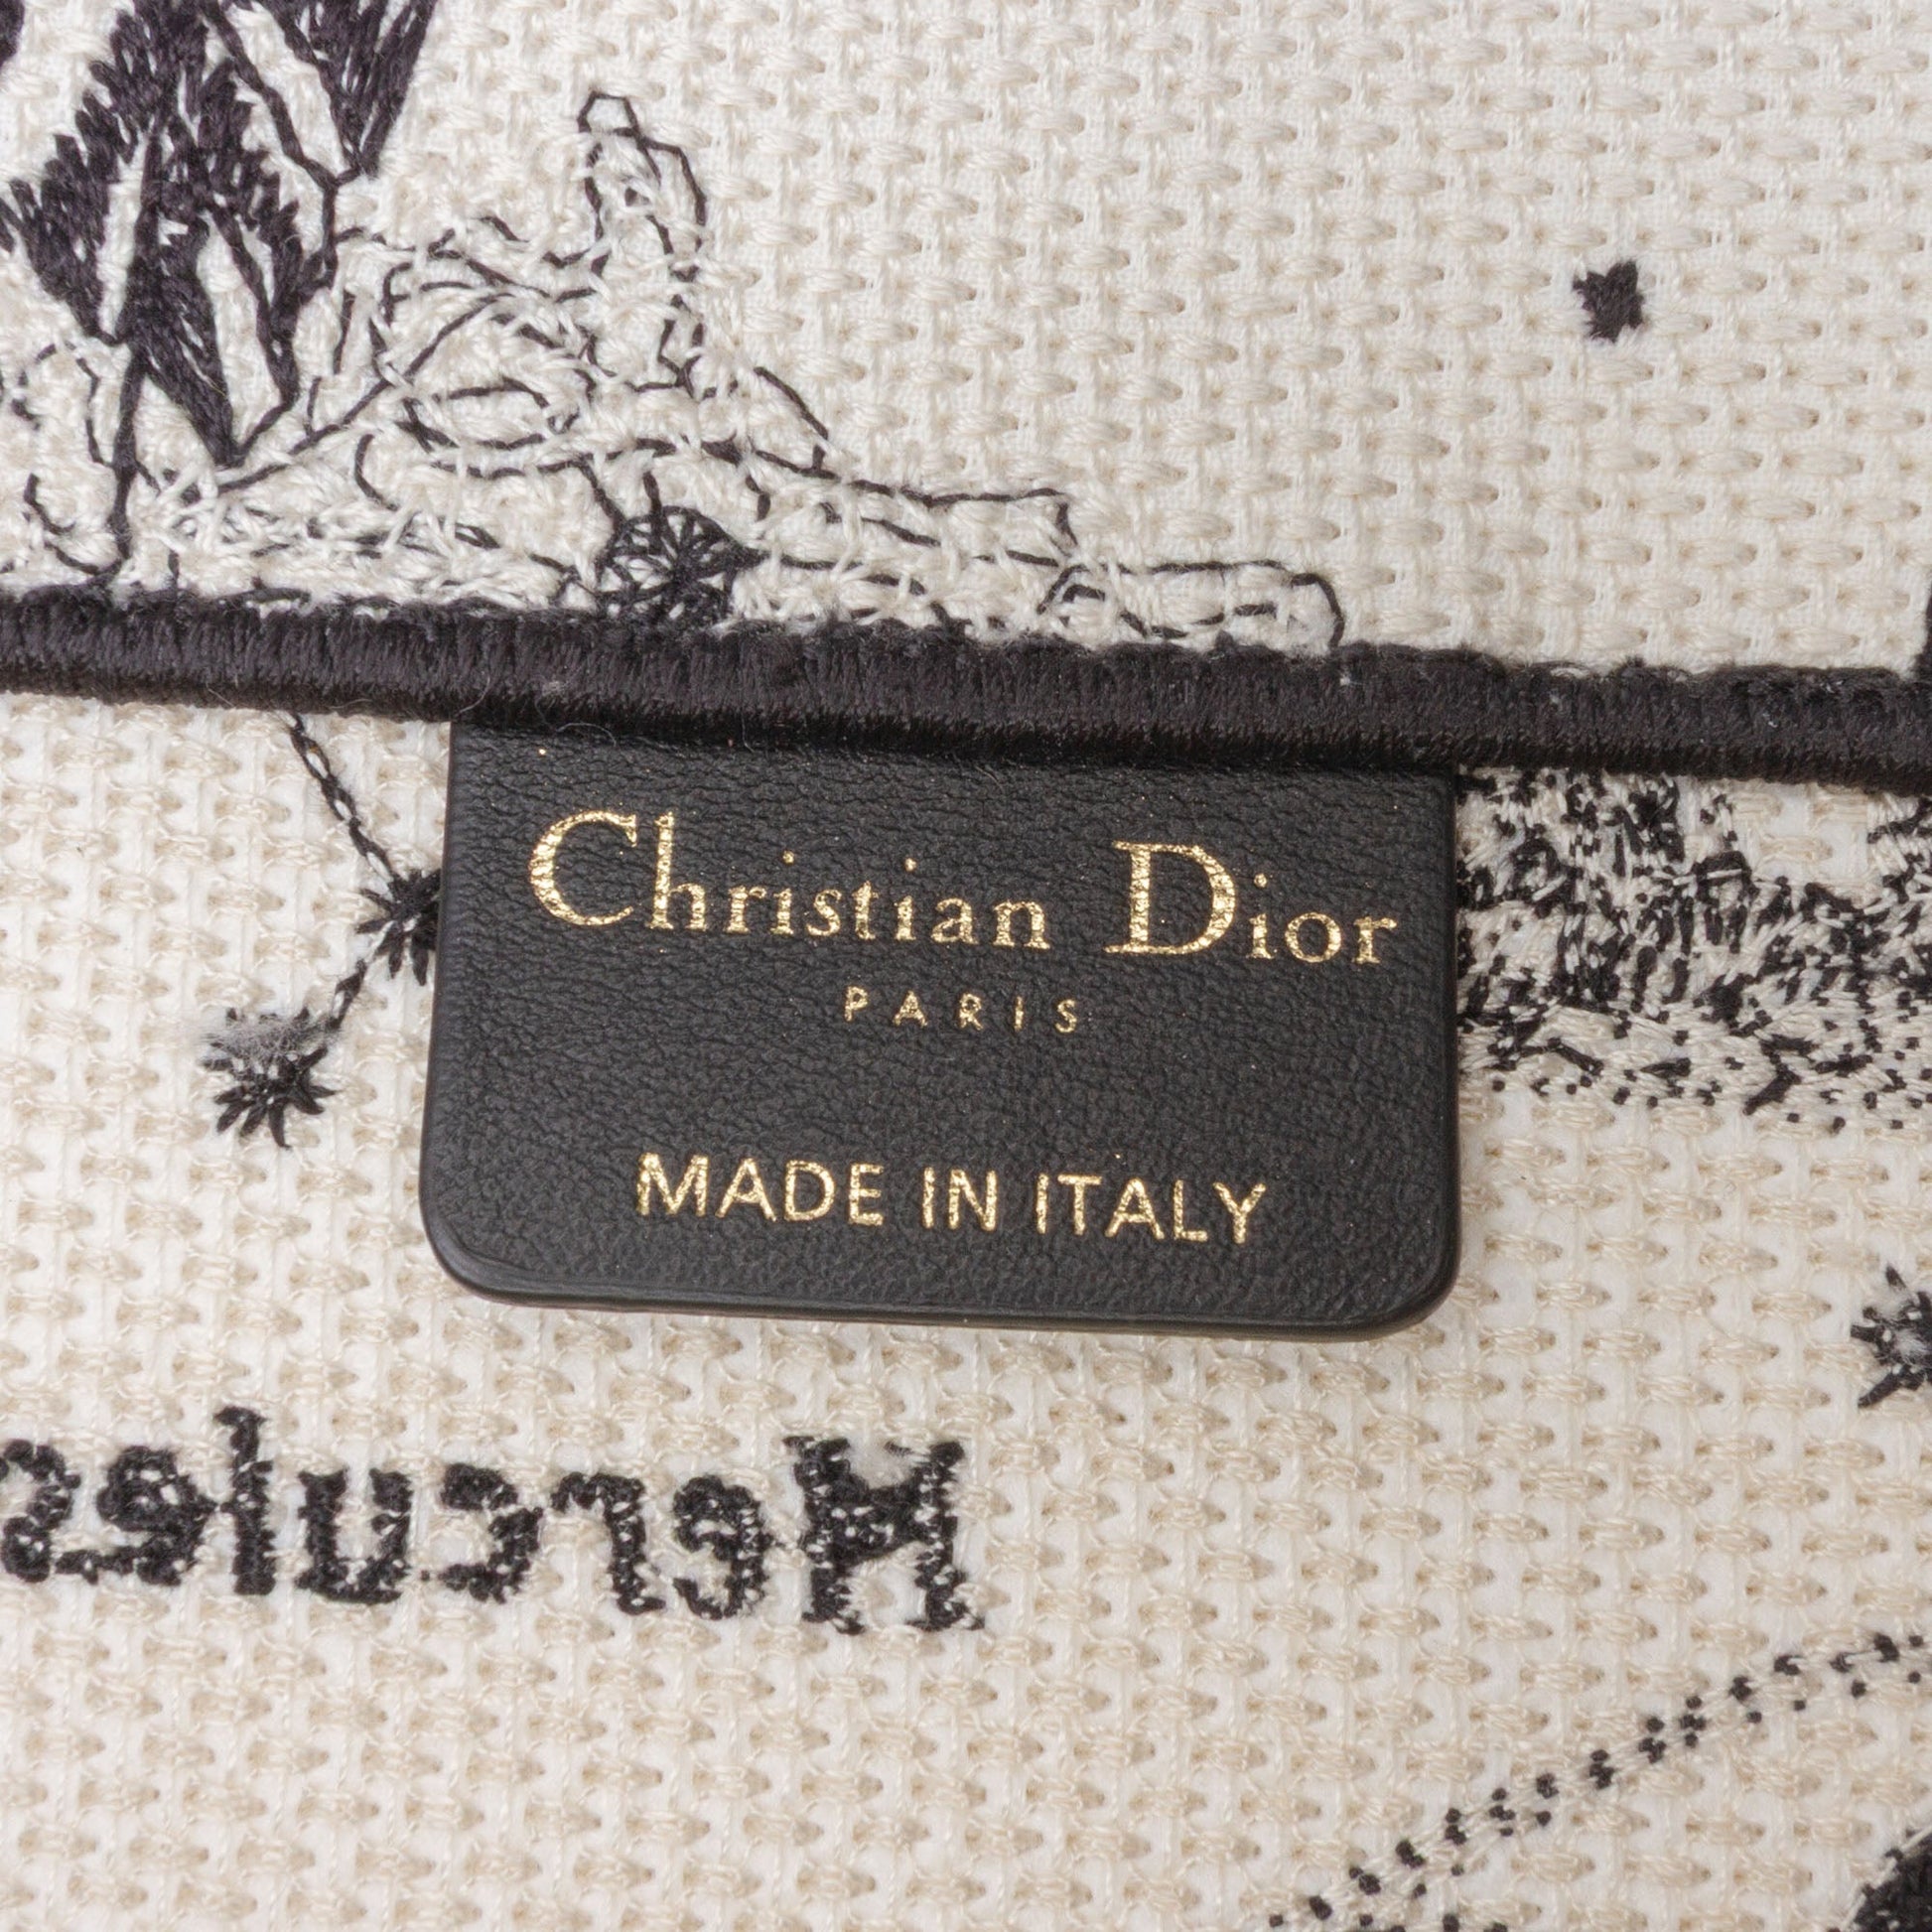 Christian Dior
PARIS
MADE IN ITALY
Hercules